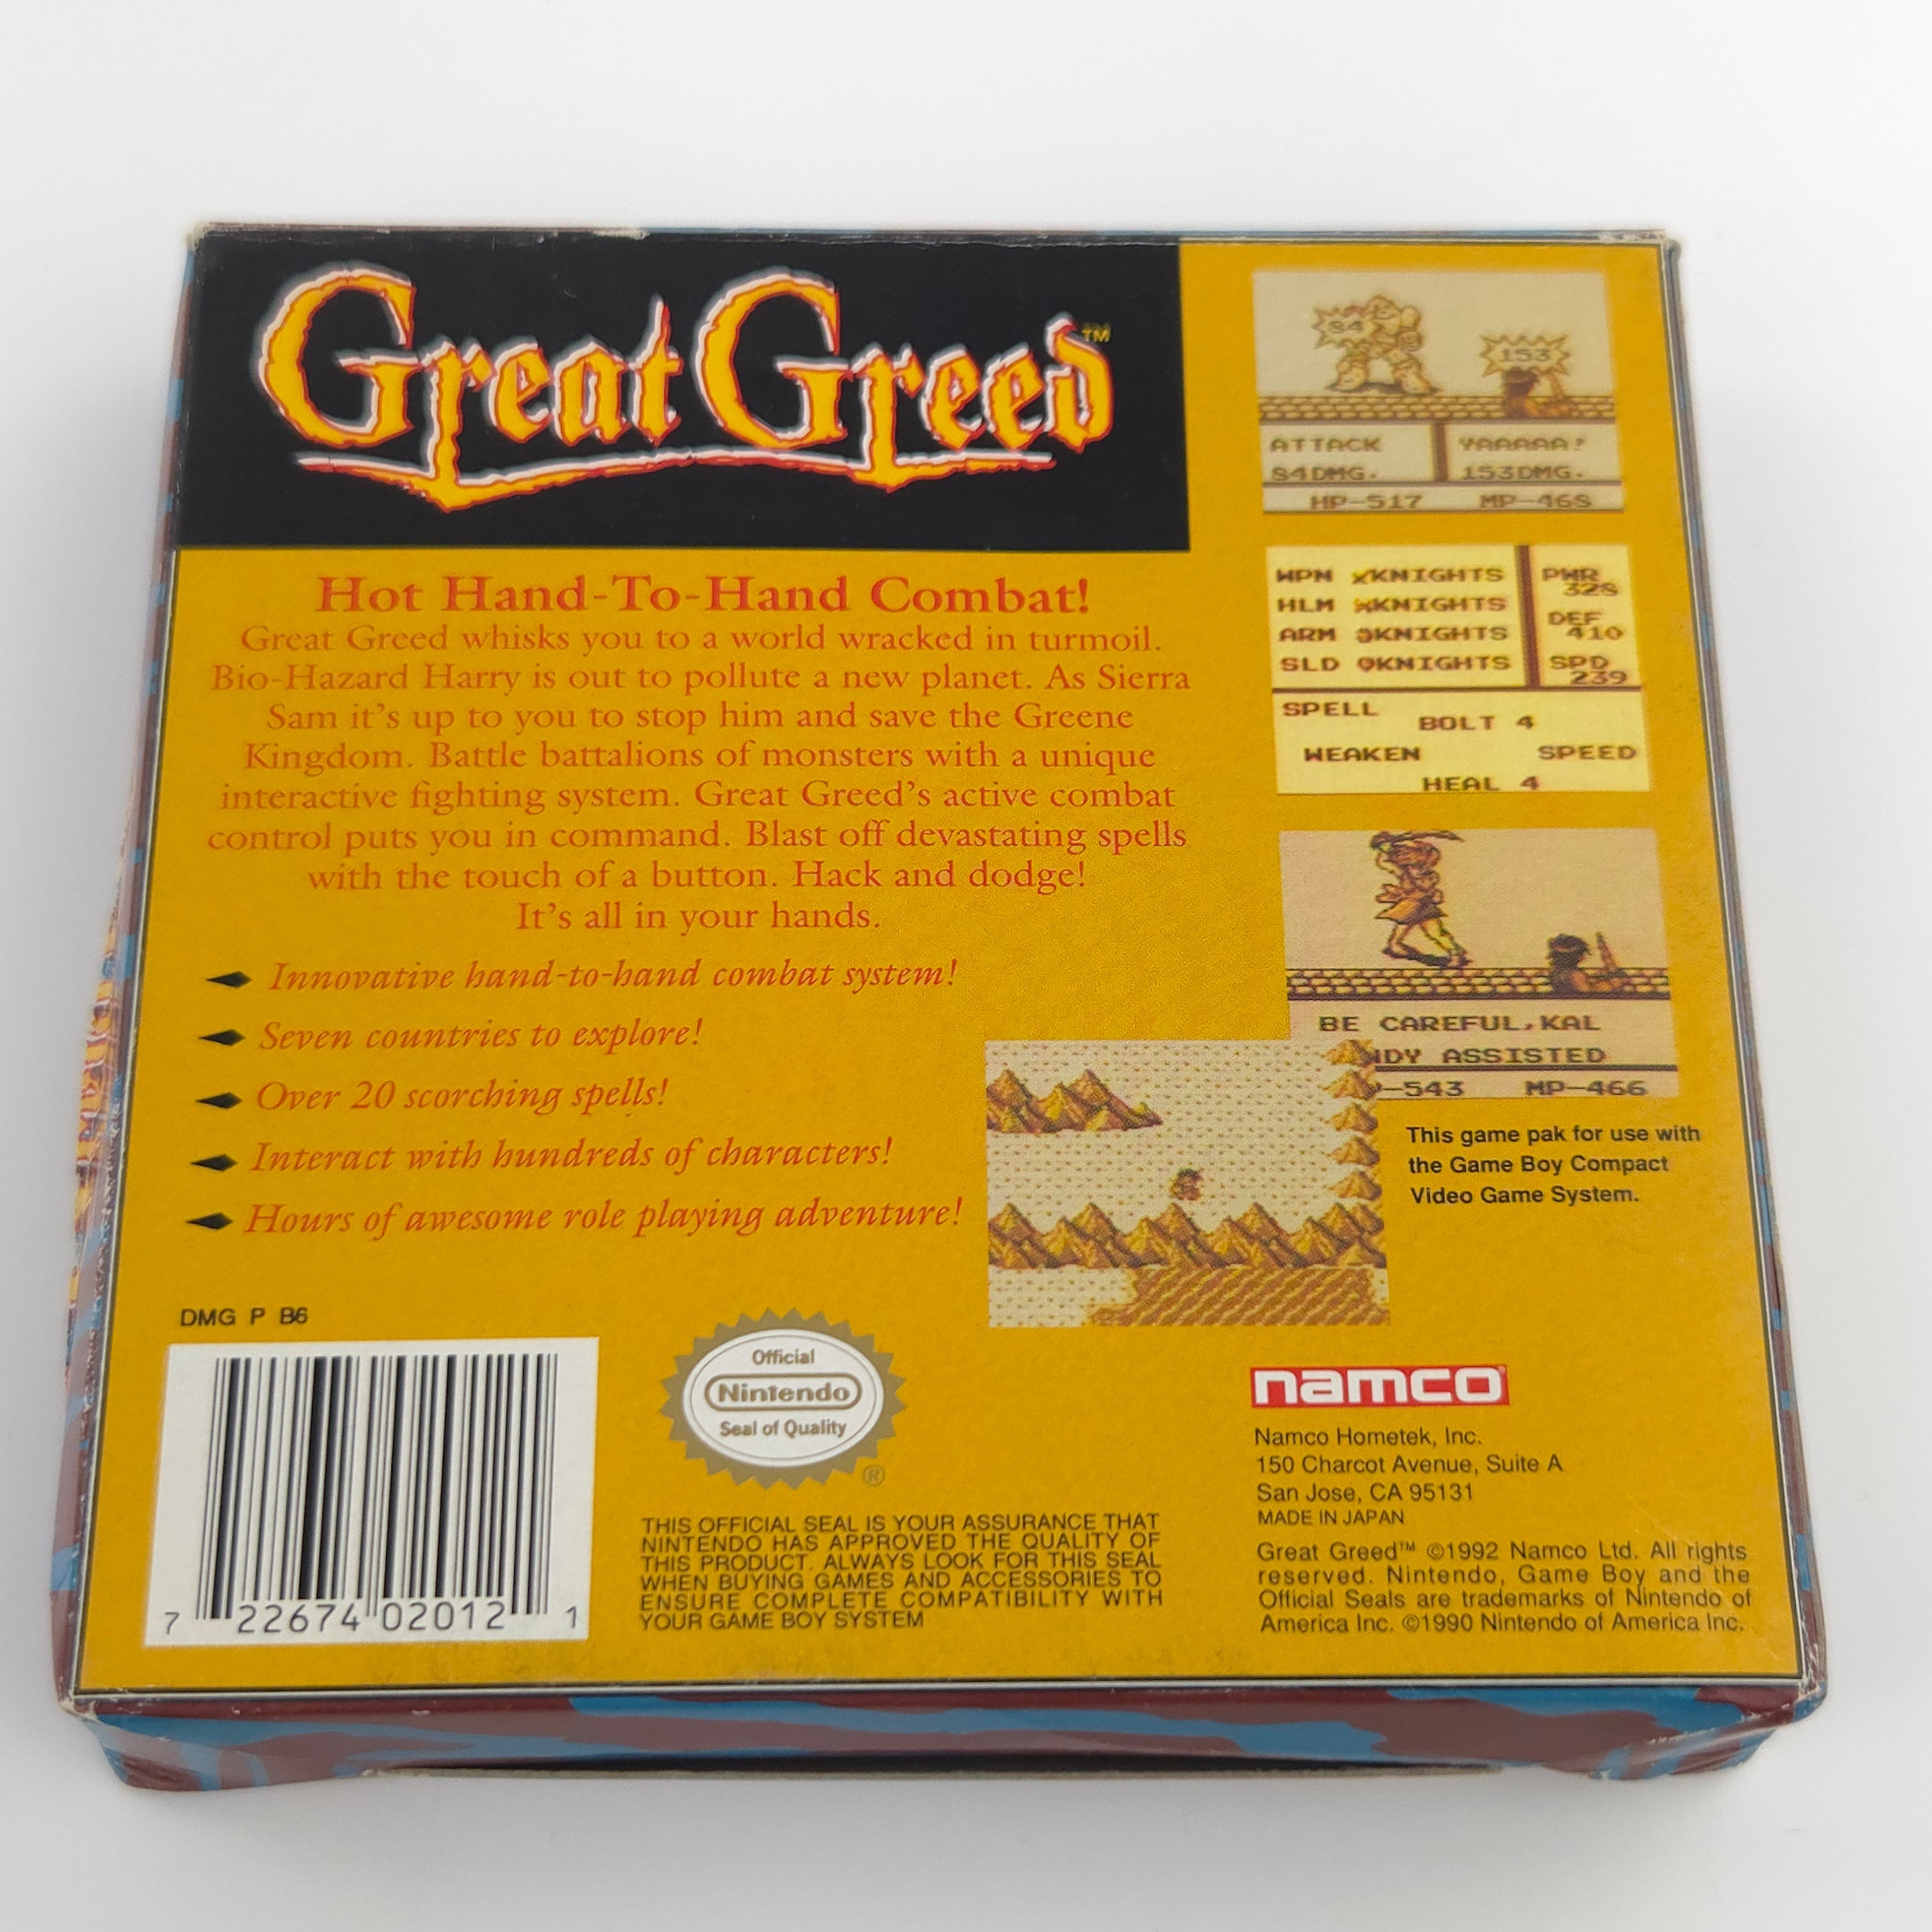 Great Greed™
Hot Hand-To-Hand Combat!
Great Greed whisks you to a world wracked in turmoil.
Bio-Hazard Harry is out to pollute a new planet. As Sierra
Sam it's up to you to stop him and save the Greene
Kingdom. Battle battalions of monsters with a unique
interactive fighting system. Great Greed's active combat
control puts you in command. Blast off devastating spells
with the touch of a button. Hack and dodge!
It's all in your hands.
Innovative hand-to-hand combat system!
Seven countries to explore!
Over 20 scorching spells!
Interact with hundreds of characters!
Hours of awesome role playing adventure!
84
153
ATTACK YAAAAA!
84DMG. 153DMG.
HP-517 MP-468
WPN KNIGHTS PWR
328
HLM KNIGHTS DEF
ARM KNIGHTS 410
SLD KNIGHTS SPD
239
SPELL BOLT 4
WEAKEN SPEED
HEAL 4
BE CAREFUL,KAL
NDY ASSISTED
P-543 MP-466
This game pak for use with
the Game Boy Compact
Video Game System.
DMG P B6
7 22674 02012 1
Official
Nintendo
Seal of Quality
®
THIS OFFICIAL SEAL IS YOUR ASSURANCE THAT
NINTENDO HAS APPROVED THE QUALITY OF
THIS PRODUCT. ALWAYS LOOK FOR THIS SEAL
WHEN BUYING GAMES AND ACCESSORIES TO
ENSURE COMPLETE COMPATIBILITY WITH
YOUR GAME BOY SYSTEM
namco
Namco Hometek, Inc.
150 Charcot Avenue, Suite A
San Jose, CA 95131
MADE IN JAPAN
Great Greed™ ©1992 Namco Ltd. All rights
reserved. Nintendo, Game Boy and the
Official Seals are trademarks of Nintendo of
America Inc. ©1990 Nintendo of America Inc.